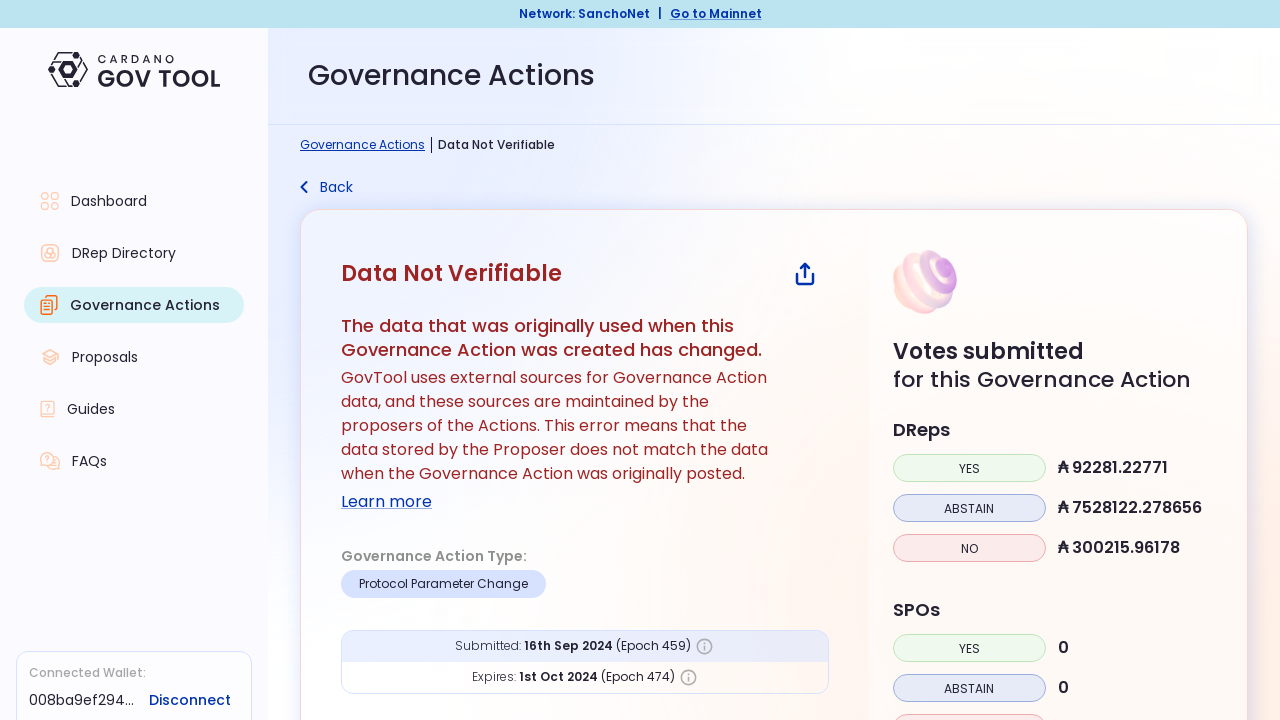 Network: SanchoNet | Go to Mainnet
CARDANO
GOV TOOL
Governance Actions
Governance Actions | Data Not Verifiable
Back
Dashboard
DRep Directory
Governance Actions
Proposals
Guides
FAQs
Connected Wallet:
008ba9ef294... Disconnect
Data Not Verifiable
The data that was originally used when this
Governance Action was created has changed.
GovTool uses external sources for Governance Action
data, and these sources are maintained by the
proposers of the Actions. This error means that the
data stored by the Proposer does not match the data
when the Governance Action was originally posted.
Learn more
Governance Action Type:
Protocol Parameter Change
Submitted: 16th Sep 2024 (Epoch 459)
Expires: 1st Oct 2024 (Epoch 474)
Votes submitted
for this Governance Action
DReps
YES ₳ 92281.22771
ABSTAIN ₳ 7528122.278656
NO ₳ 300215.96178
SPOs
YES 0
ABSTAIN 0